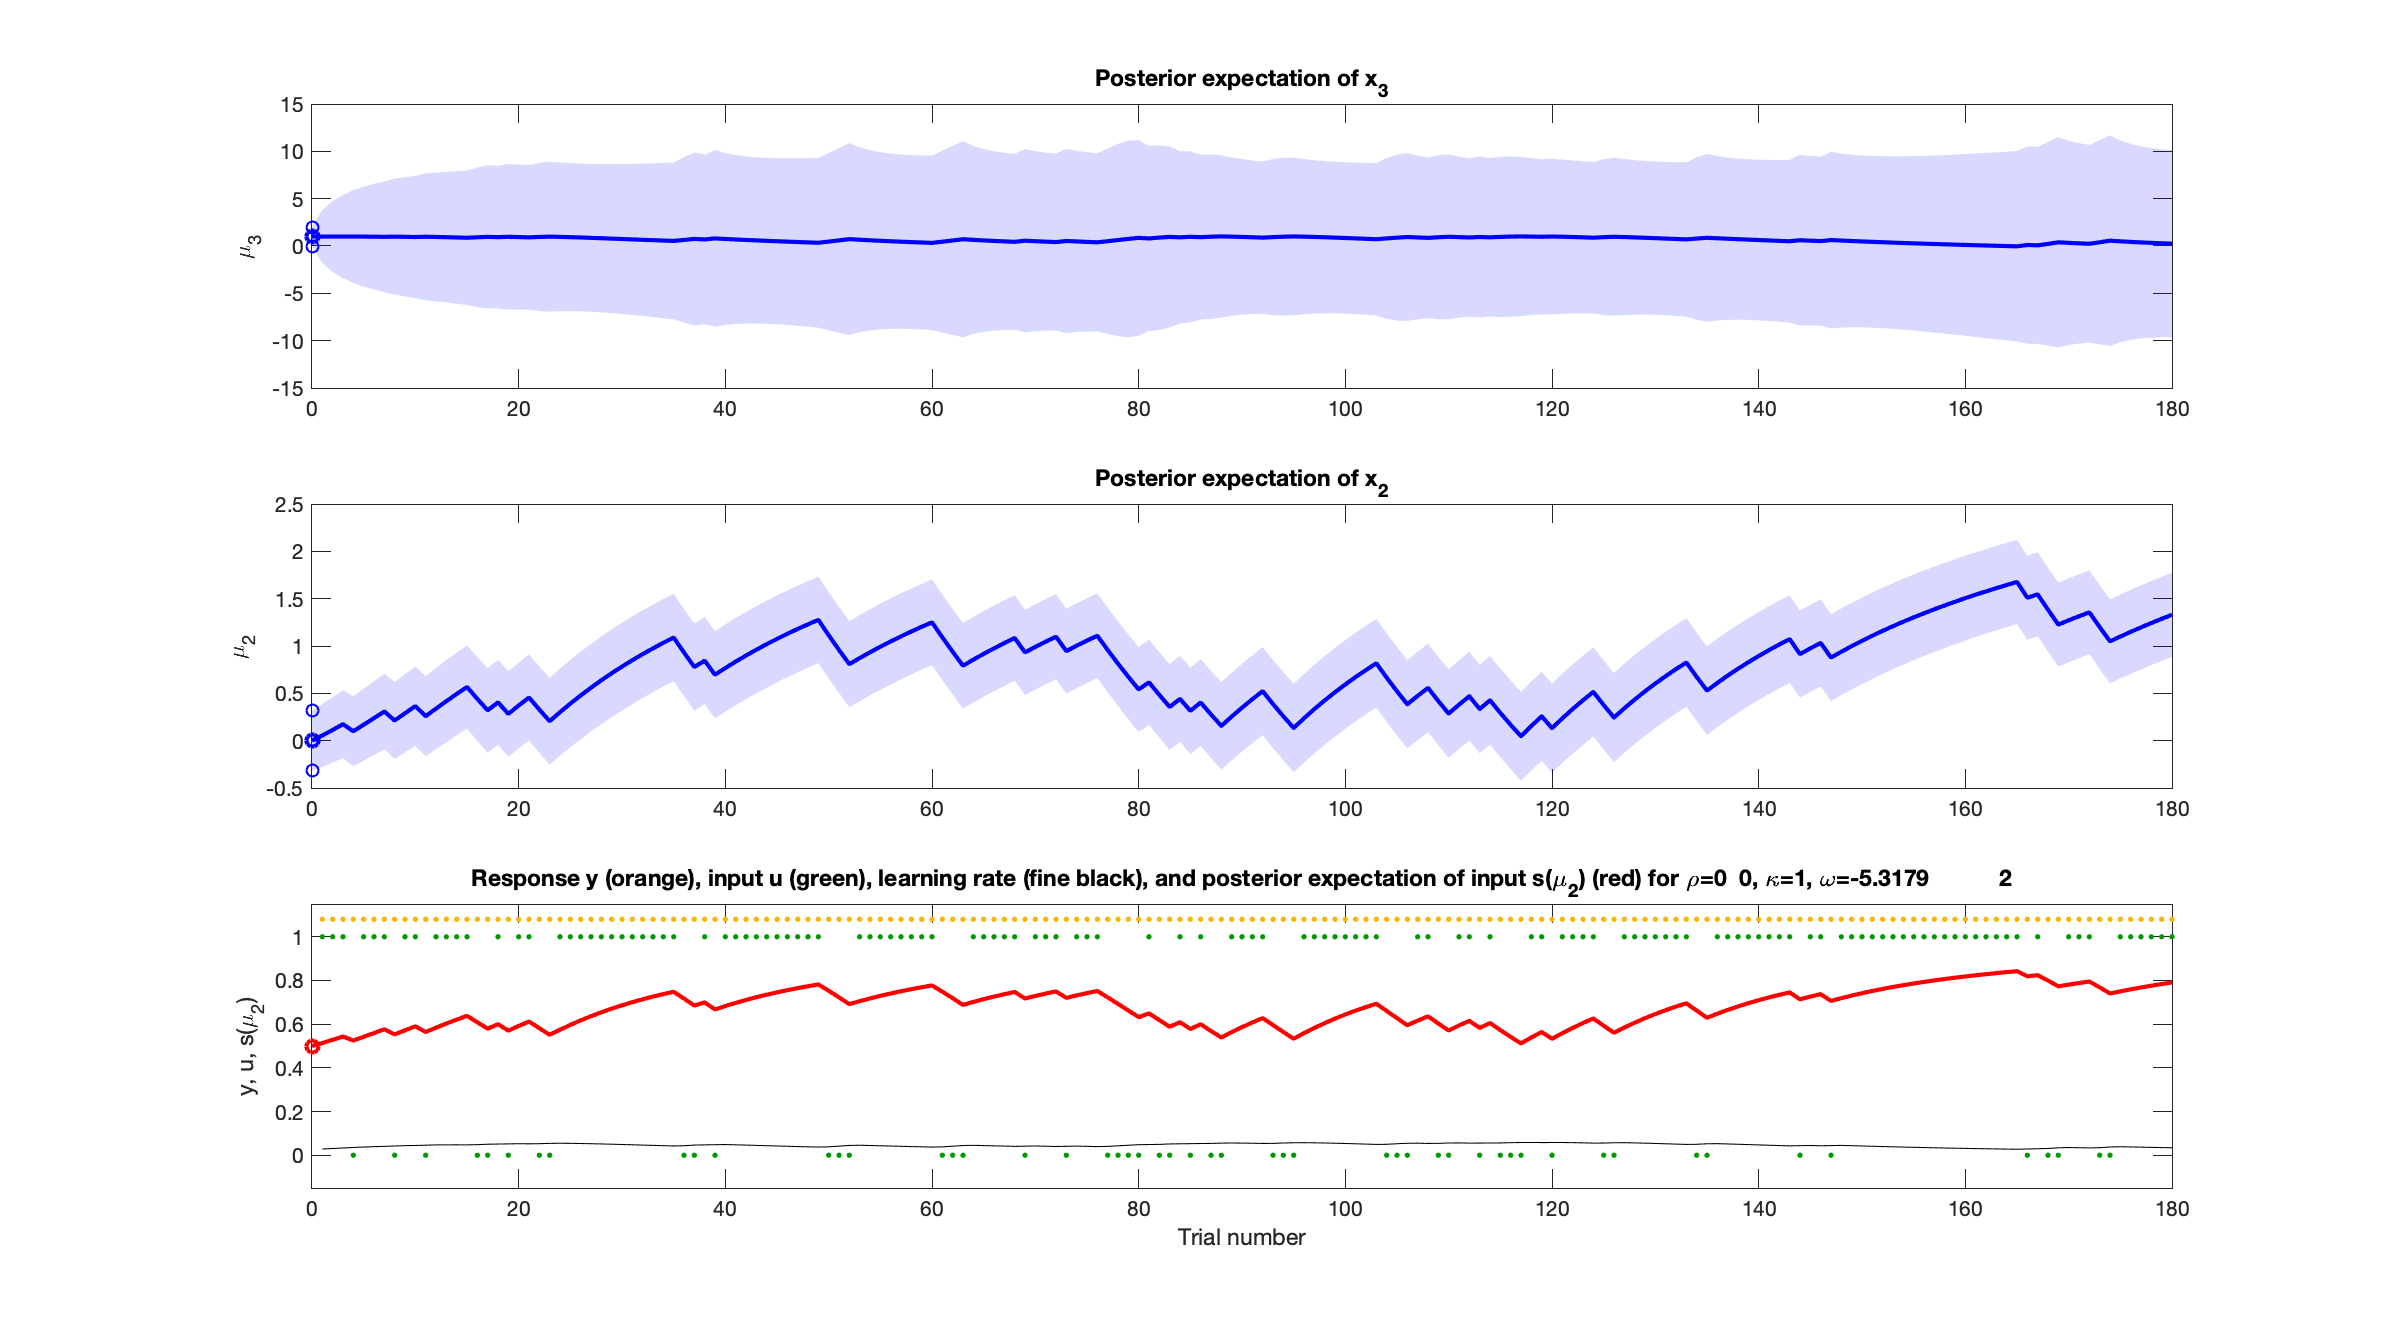 Posterior expectation of x3
15
10
5
0
-5
-10
-15
μ3
0 20 40 60 80 100 120 140 160 180
Posterior expectation of x2
2.5
2
1.5
1
0.5
0
-0.5
μ2
0 20 40 60 80 100 120 140 160 180
Response y (orange), input u (green), learning rate (fine black), and posterior expectation of input s(μ2) (red) for ρ=0 0, κ=1, ω=-5.3179 2
1
0.8
0.6
0.4
0.2
0
y, u, s(μ2)
0 20 40 60 80 100 120 140 160 180
Trial number